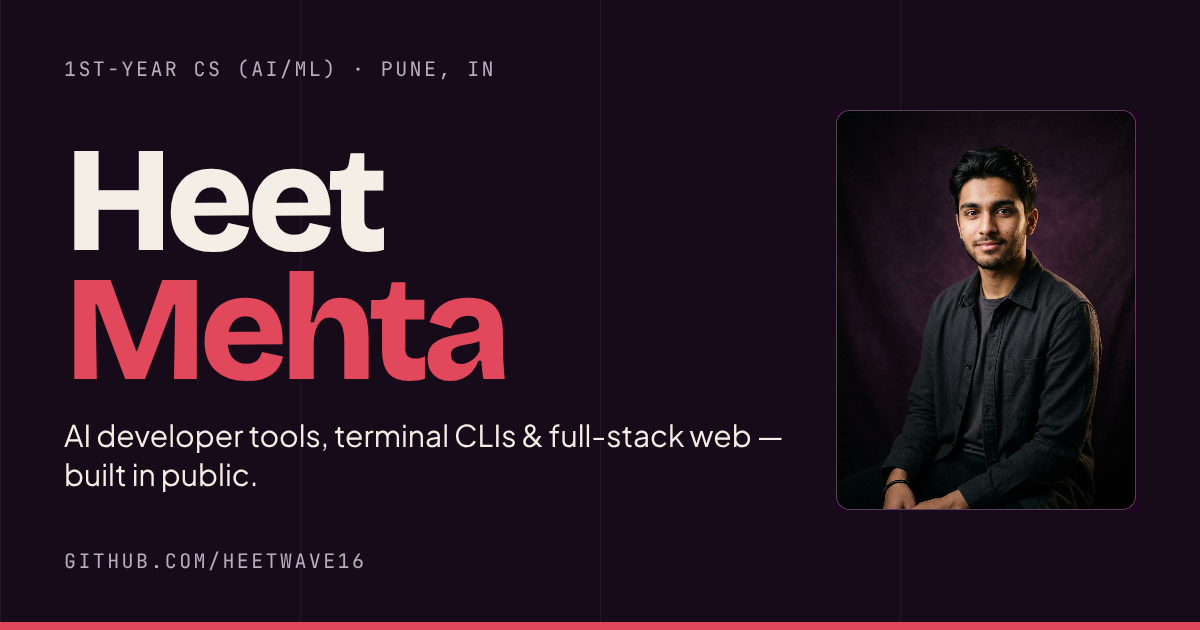 1ST-YEAR CS (AI/ML) · PUNE, IN
Heet
Mehta
AI developer tools, terminal CLIs & full-stack web —
built in public.
GITHUB.COM/HEETWAVE16